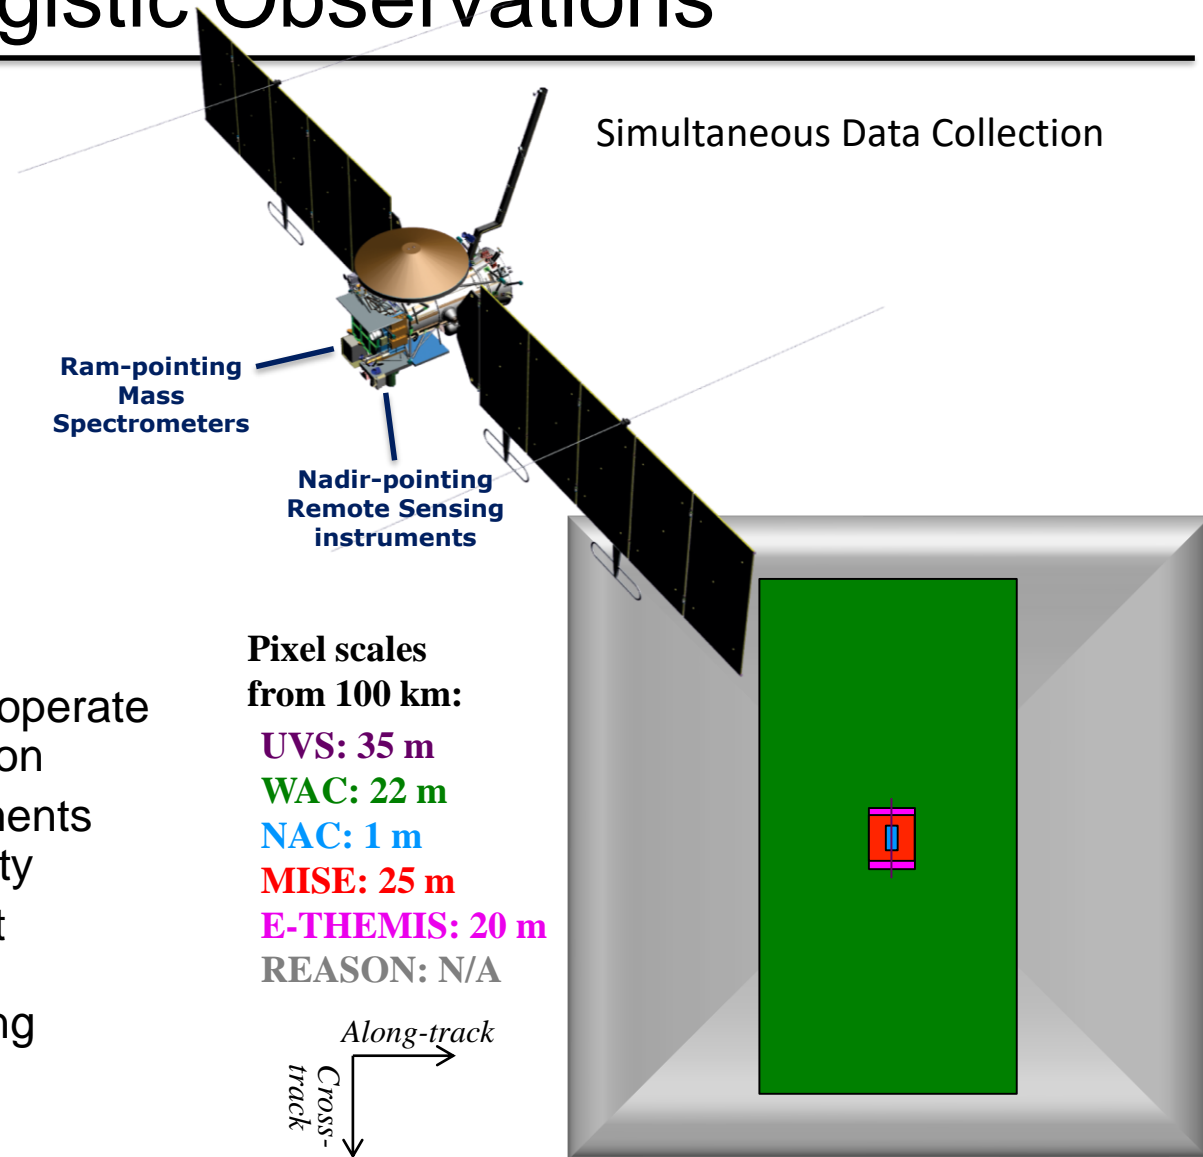 Observations
Simultaneous Data Collection
Ram-pointing
Mass
Spectrometers
Nadir-pointing
Remote Sensing
instruments
operate
on
ty
t
ng
Pixel scales
from 100 km:
UVS: 35 m
WAC: 22 m
NAC: 1 m
MISE: 25 m
E-THEMIS: 20 m
REASON: N/A
Along-track
Cross-
track